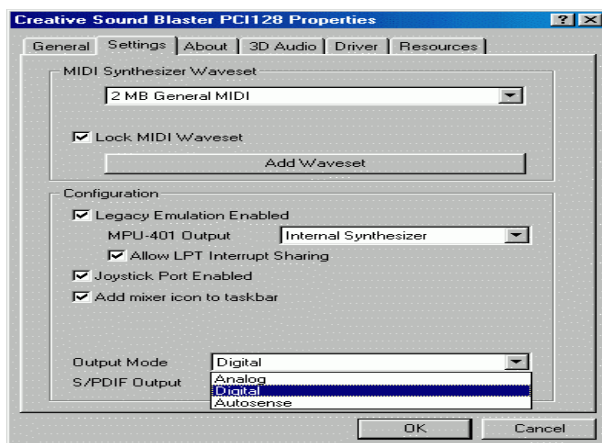 Creative Sound Blaster PCI128 Properties
General Settings About 3D Audio Driver Resources
MIDI Synthesizer Waveset
2 MB General MIDI
Lock MIDI Waveset
Add Waveset
Configuration
Legacy Emulation Enabled
MPU-401 Output Internal Synthesizer
Allow LPT Interrupt Sharing
Joystick Port Enabled
Add mixer icon to taskbar
Output Mode Digital
S/PDIF Output Analog
Digital
Autosense
OK Cancel